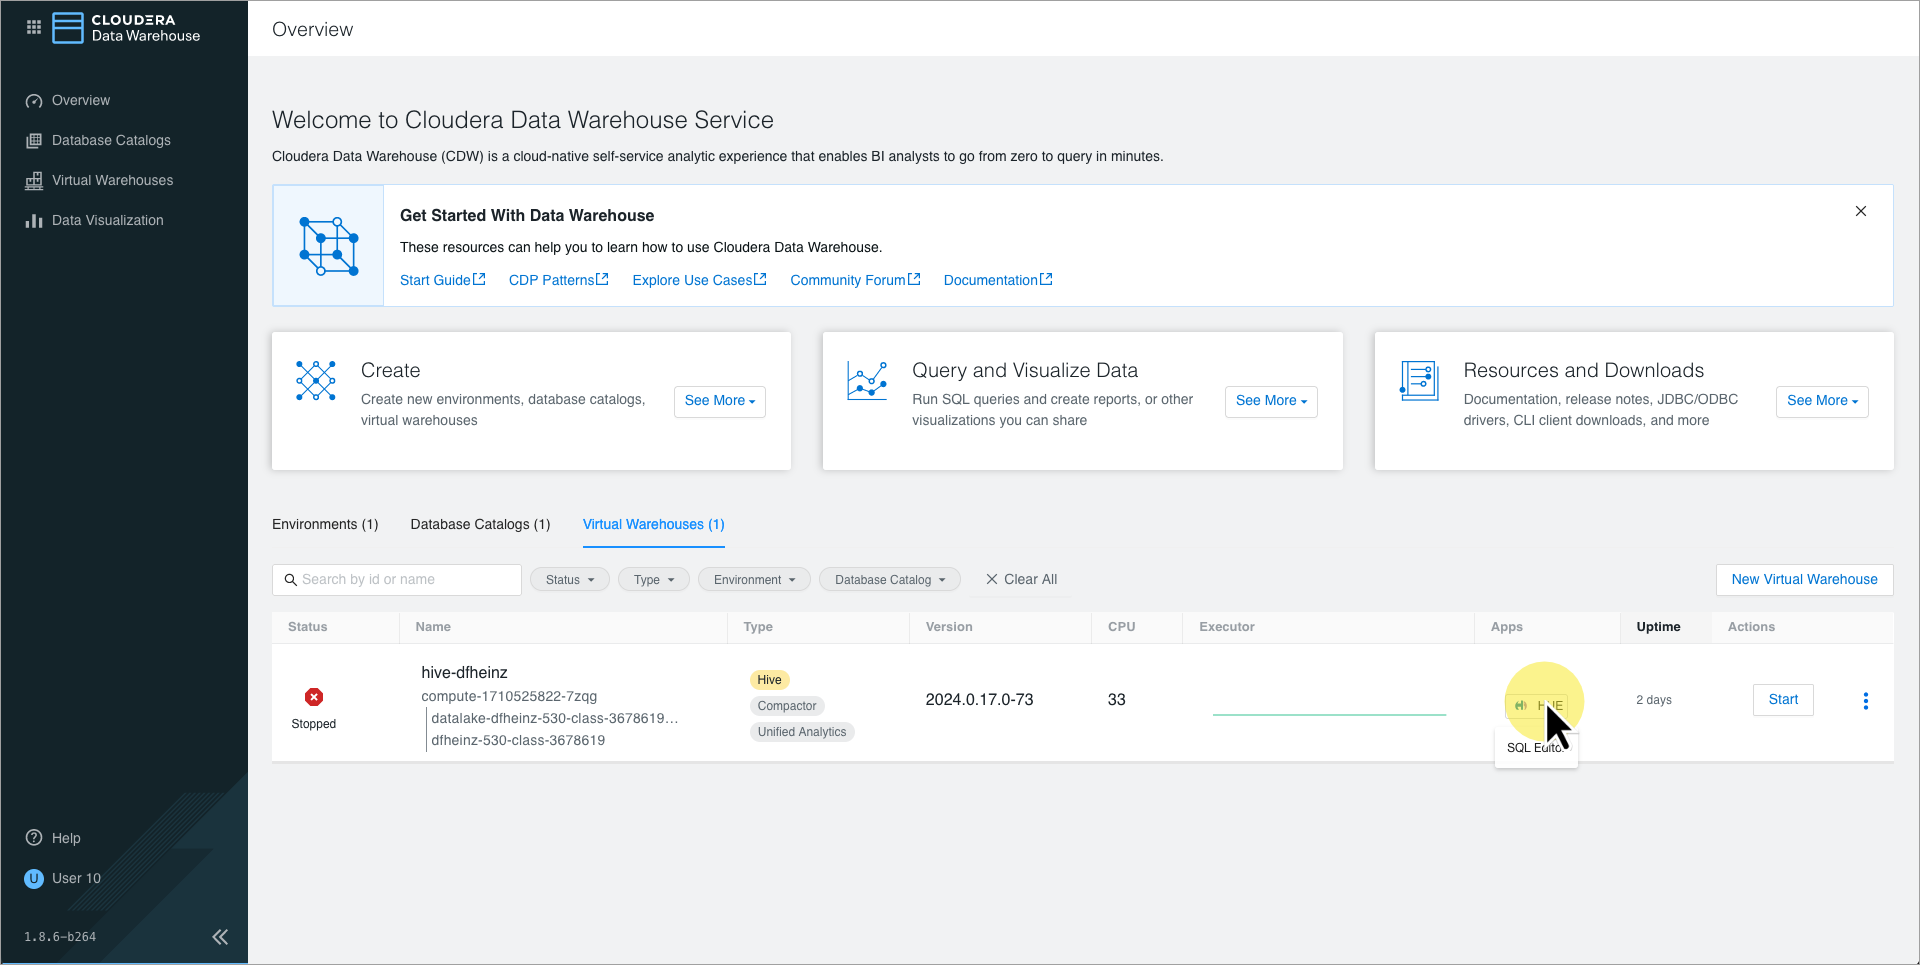 CLOUDERA
Data Warehouse
Overview
Overview
Database Catalogs
Virtual Warehouses
Data Visualization
Welcome to Cloudera Data Warehouse Service
Cloudera Data Warehouse (CDW) is a cloud-native self-service analytic experience that enables BI analysts to go from zero to query in minutes.
Get Started With Data Warehouse
These resources can help you to learn how to use Cloudera Data Warehouse.
Start Guide CDP Patterns Explore Use Cases Community Forum Documentation
Create
Create new environments, database catalogs,
virtual warehouses
See More
Query and Visualize Data
Run SQL queries and create reports, or other
visualizations you can share
See More
Resources and Downloads
Documentation, release notes, JDBC/ODBC
drivers, CLI client downloads, and more
See More
Environments (1) Database Catalogs (1) Virtual Warehouses (1)
Search by id or name Status Type Environment Database Catalog Clear All New Virtual Warehouse
Status Name Type Version CPU Executor Apps Uptime Actions
Stopped
hive-dfheinz
compute-1710525822-7zqg
datalake-dfheinz-530-class-3678619...
dfheinz-530-class-3678619
Hive
Compactor
Unified Analytics
2024.0.17.0-73
33
HUE
SQL Editor
2 days
Start
Help
U User 10
1.8.6-b264